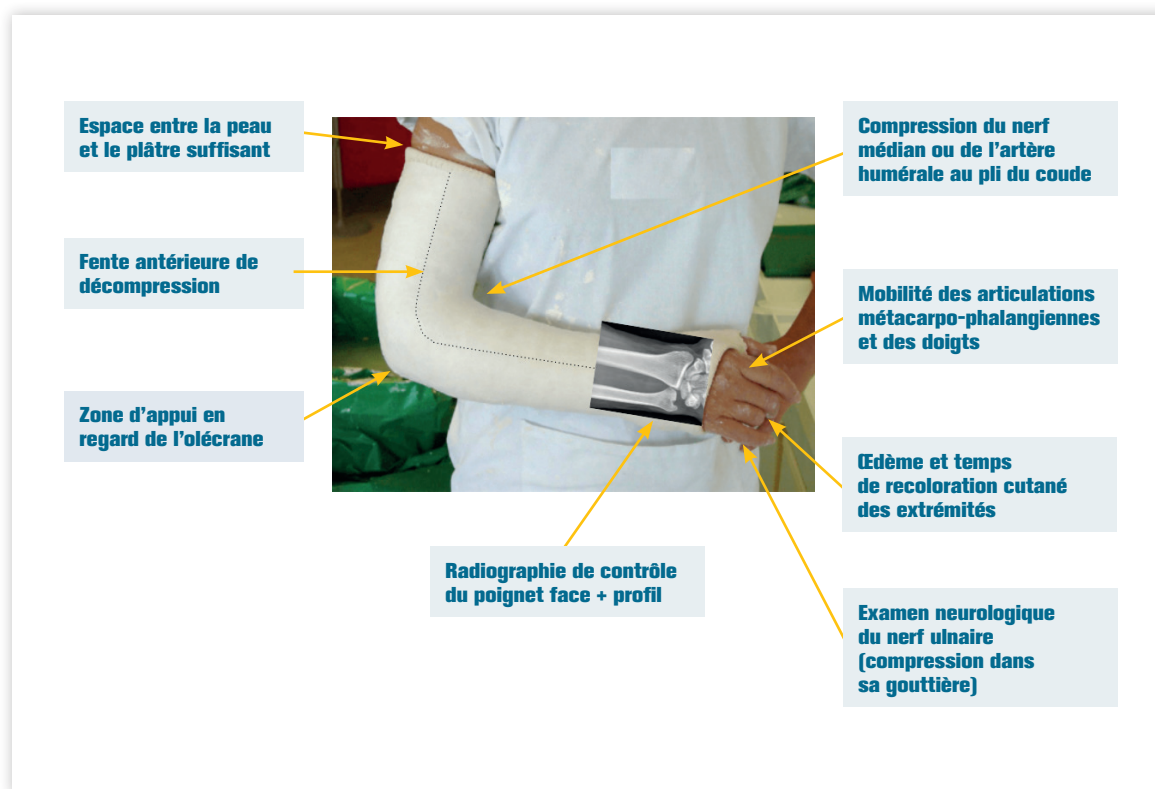 Espace entre la peau
et le plâtre suffisant
Fente antérieure de
décompression
Zone d'appui en
regard de l'olécrane
Radiographie de contrôle
du poignet face + profil
Compression du nerf
médian ou de l'artère
humérale au pli du coude
Mobilité des articulations
métacarpo-phalangiennes
et des doigts
Œdème et temps
de recoloration cutané
des extrémités
Examen neurologique
du nerf ulnaire
(compression dans
sa gouttière)